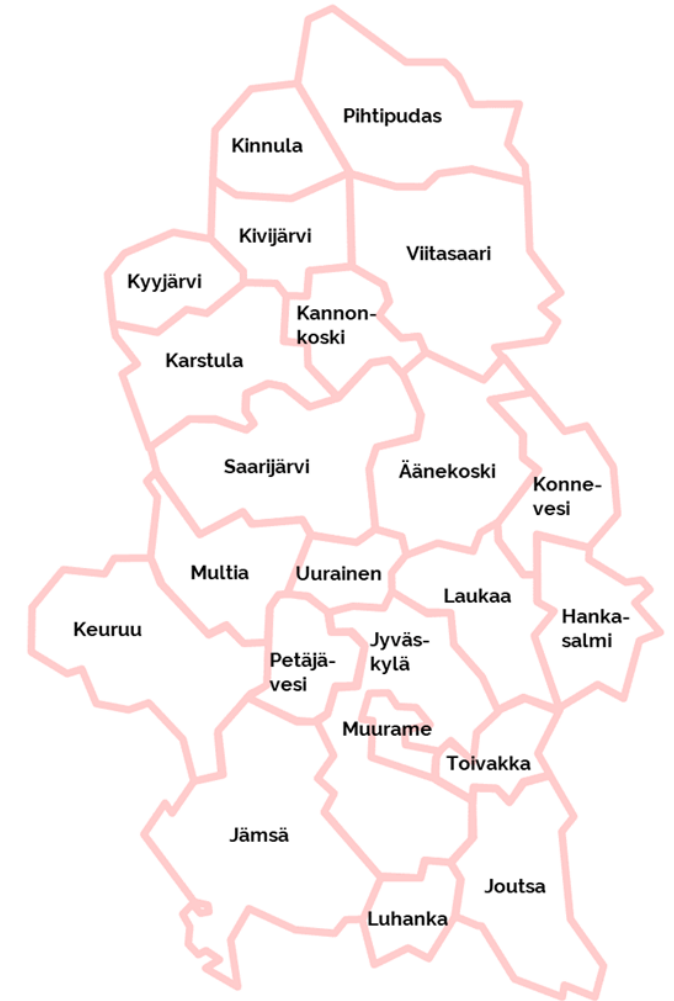 Pihtipudas
Kinnula
Kivijärvi
Viitasaari
Kyyjärvi
Kannon-
koski
Karstula
Saarijärvi
Äänekoski
Konne-
vesi
Multia
Uurainen
Laukaa
Keuruu
Hanka-
salmi
Jyväs-
kylä
Petäjä-
vesi
Muurame
Toivakka
Jämsä
Joutsa
Luhanka